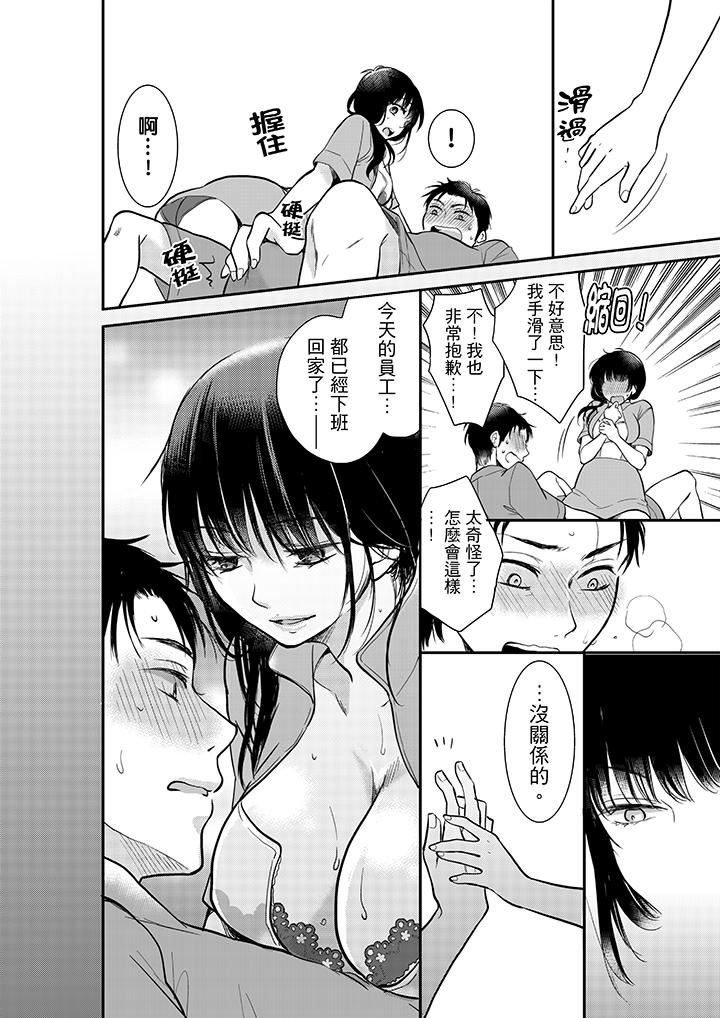 滑過
！
握住
硬挺
硬挺
啊…！
縮回！
不好意思！
我手滑了一下…
不！我也
非常抱歉…！
太奇怪了…
怎麼會這樣
…！
…沒關係的。
今天的員工…
都已經下班
回家了……——